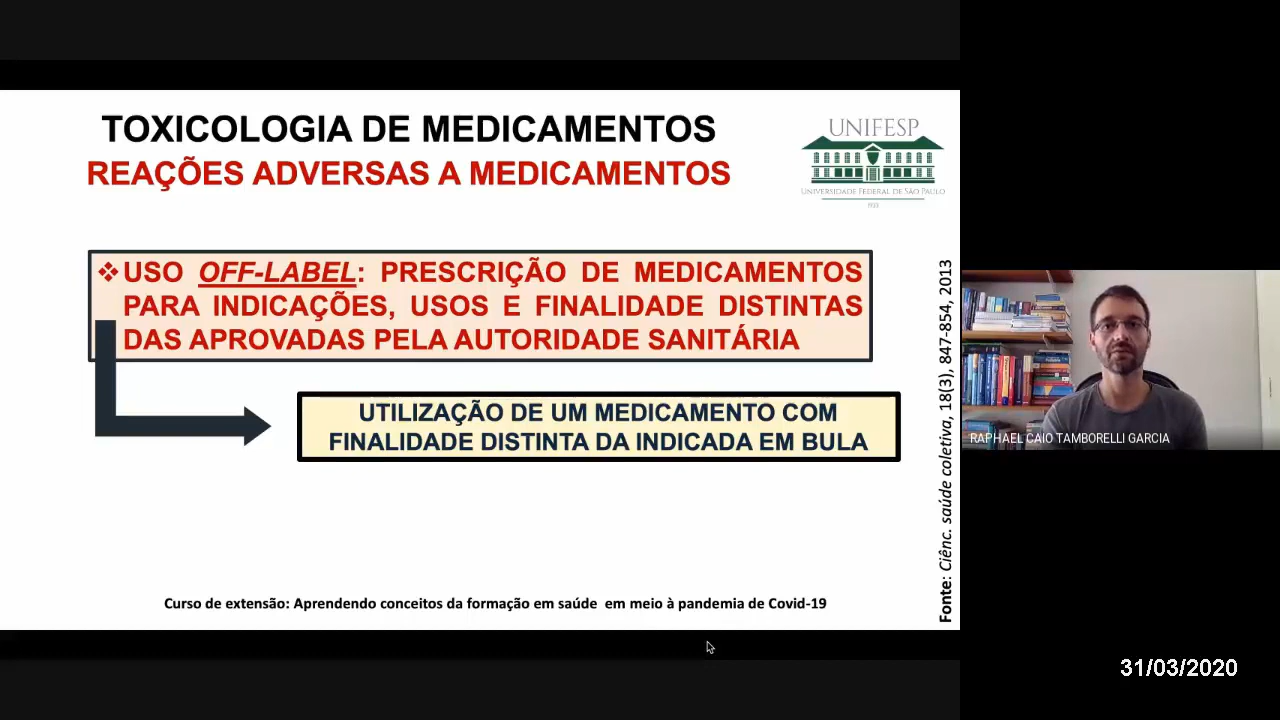 TOXICOLOGIA DE MEDICAMENTOS
REAÇÕES ADVERSAS A MEDICAMENTOS
UNIFESP
UNIVERSIDADE FEDERAL DE SÃO PAULO
❖USO OFF-LABEL: PRESCRIÇÃO DE MEDICAMENTOS
PARA INDICAÇÕES, USOS E FINALIDADE DISTINTAS
DAS APROVADAS PELA AUTORIDADE SANITÁRIA
UTILIZAÇÃO DE UM MEDICAMENTO COM
FINALIDADE DISTINTA DA INDICADA EM BULA
Fonte: Ciênc. saúde coletiva, 18(3), 847-854, 2013
Curso de extensão: Aprendendo conceitos da formação em saúde em meio à pandemia de Covid-19
RAPHAEL CAIO TAMBORELLI GARCIA
31/03/2020